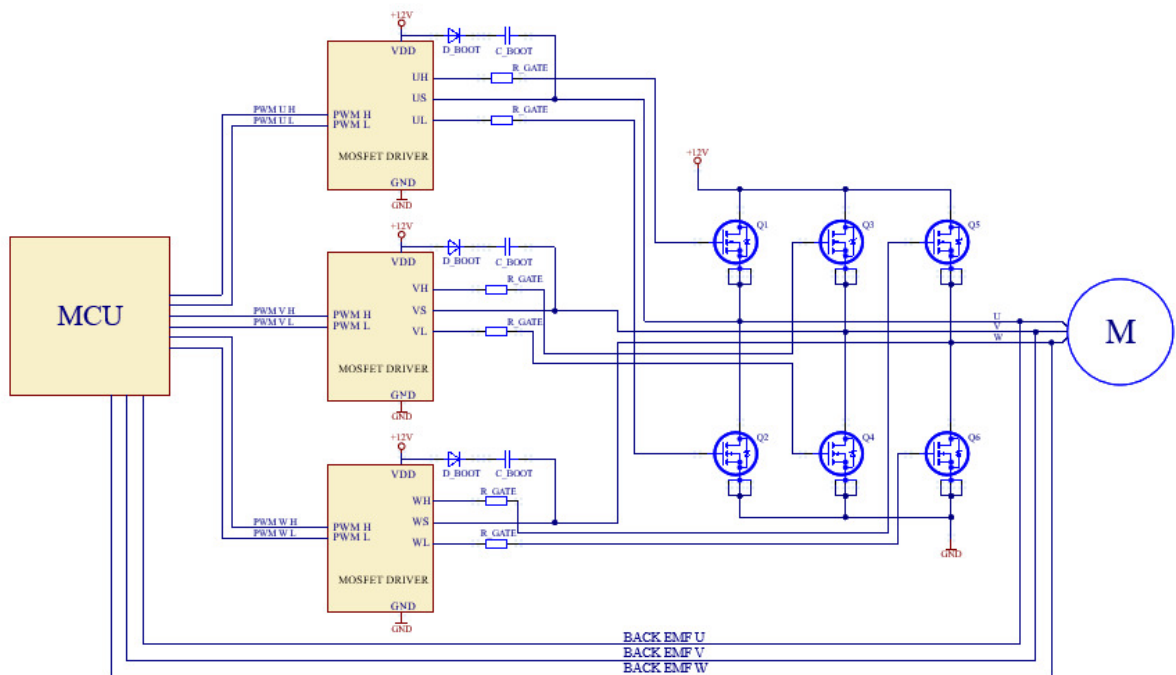 +12V
D_BOOT
C_BOOT
VDD
R_GATE
UH
US
R_GATE
UL
PWM U H
PWM U L
PWM H
PWM L
MOSFET DRIVER
GND
GND
+12V
D_BOOT
C_BOOT
VDD
R_GATE
VH
VS
R_GATE
VL
PWM V H
PWM V L
PWM H
PWM L
MOSFET DRIVER
GND
GND
+12V
D_BOOT
C_BOOT
VDD
R_GATE
WH
WS
R_GATE
WL
PWM W H
PWM W L
PWM H
PWM L
MOSFET DRIVER
GND
GND
MCU
+12V
Q1
Q3
Q5
U
V
W
M
Q2
Q4
Q6
GND
BACK EMF U
BACK EMF V
BACK EMF W